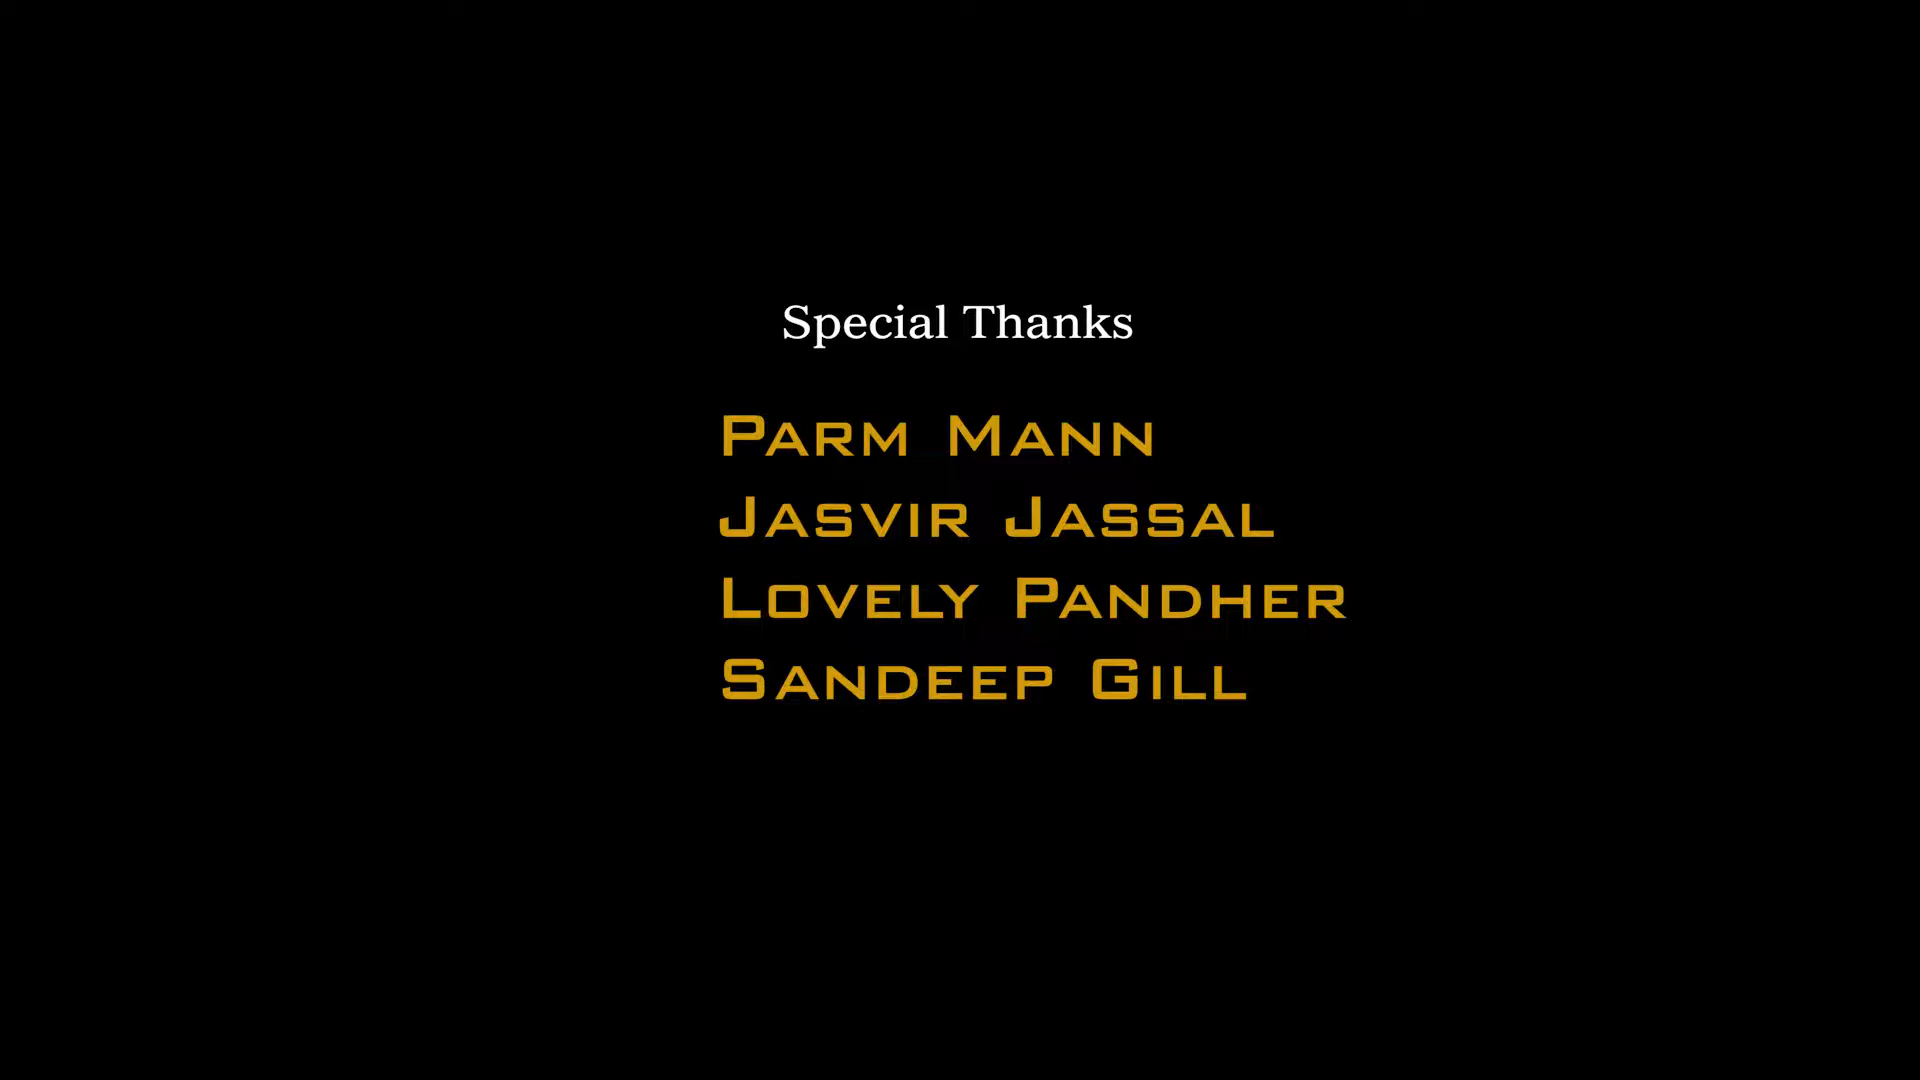 Special Thanks
Parm Mann
Jasvir Jassal
Lovely Pandher
Sandeep Gill